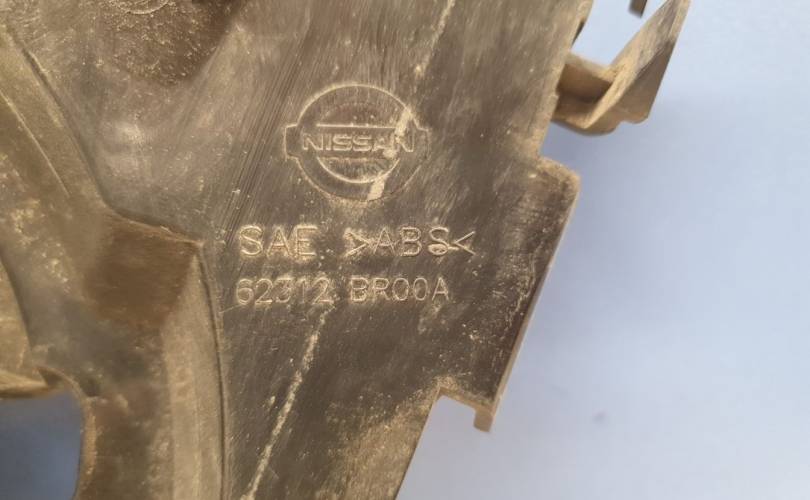 NISSAN
SAE >ABS<
62312 BR00A